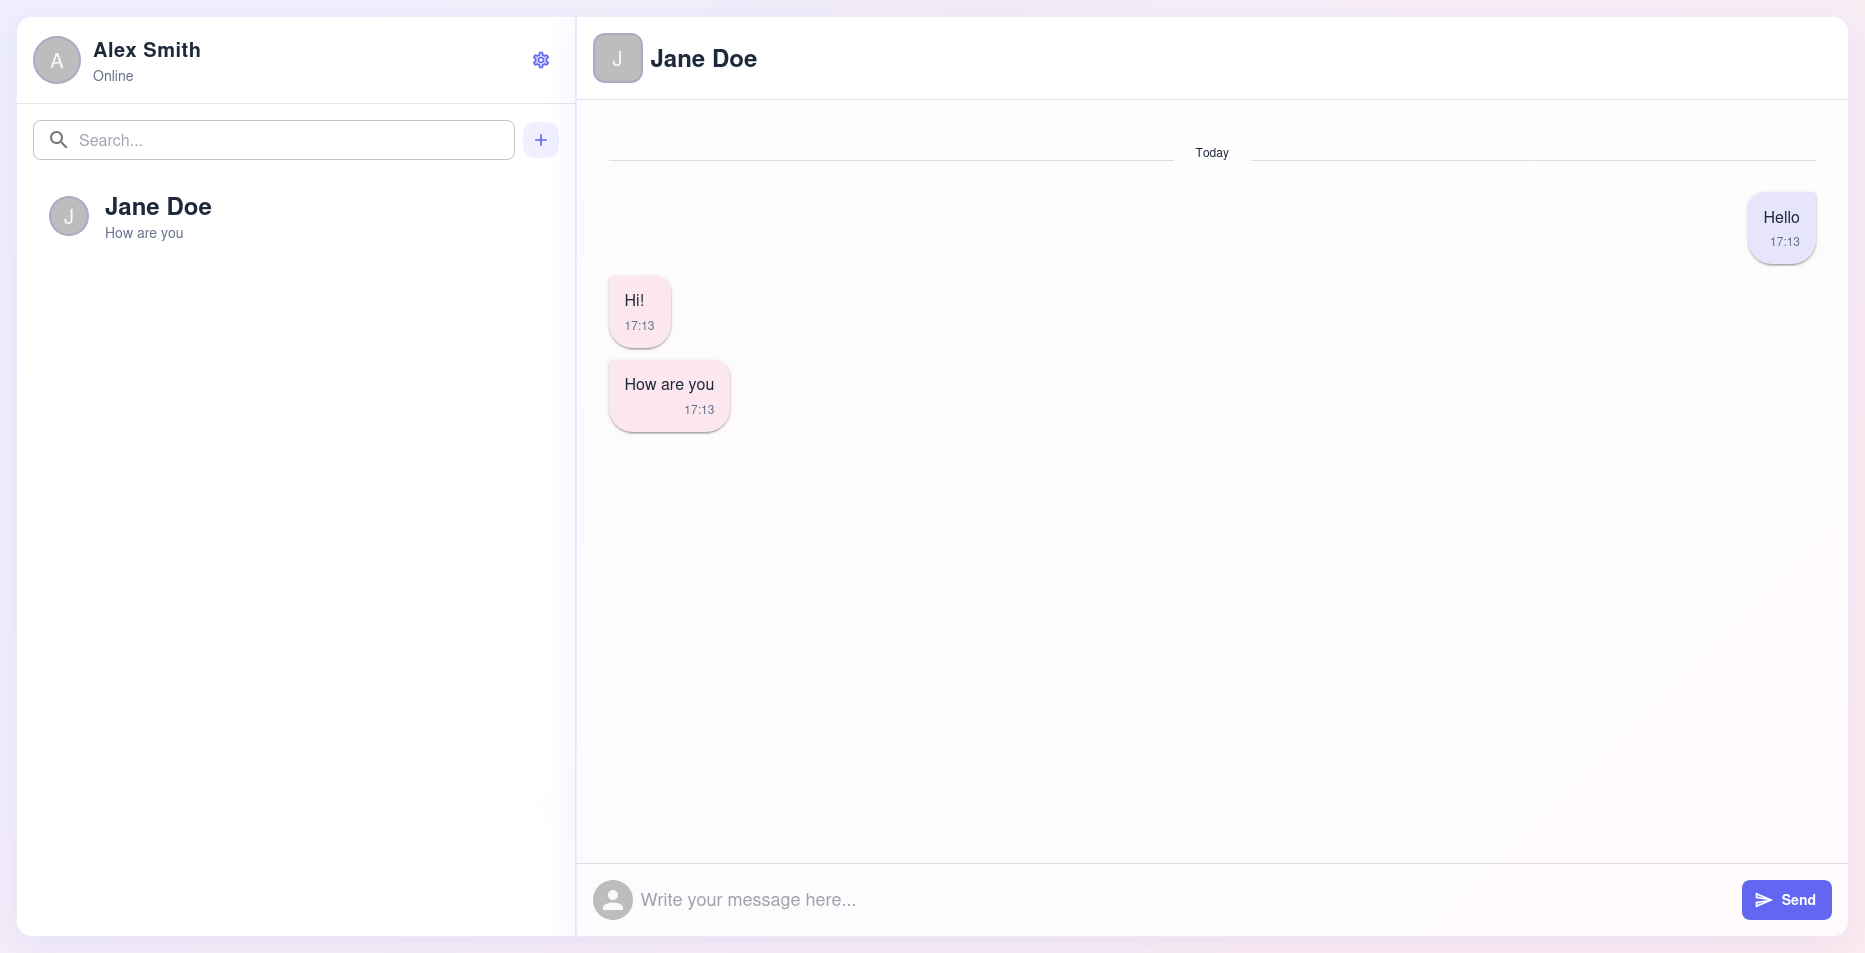 A
Alex Smith
Online
Search...
J
Jane Doe
How are you
J
Jane Doe
Today
Hello
17:13
Hi!
17:13
How are you
17:13
Write your message here...
Send